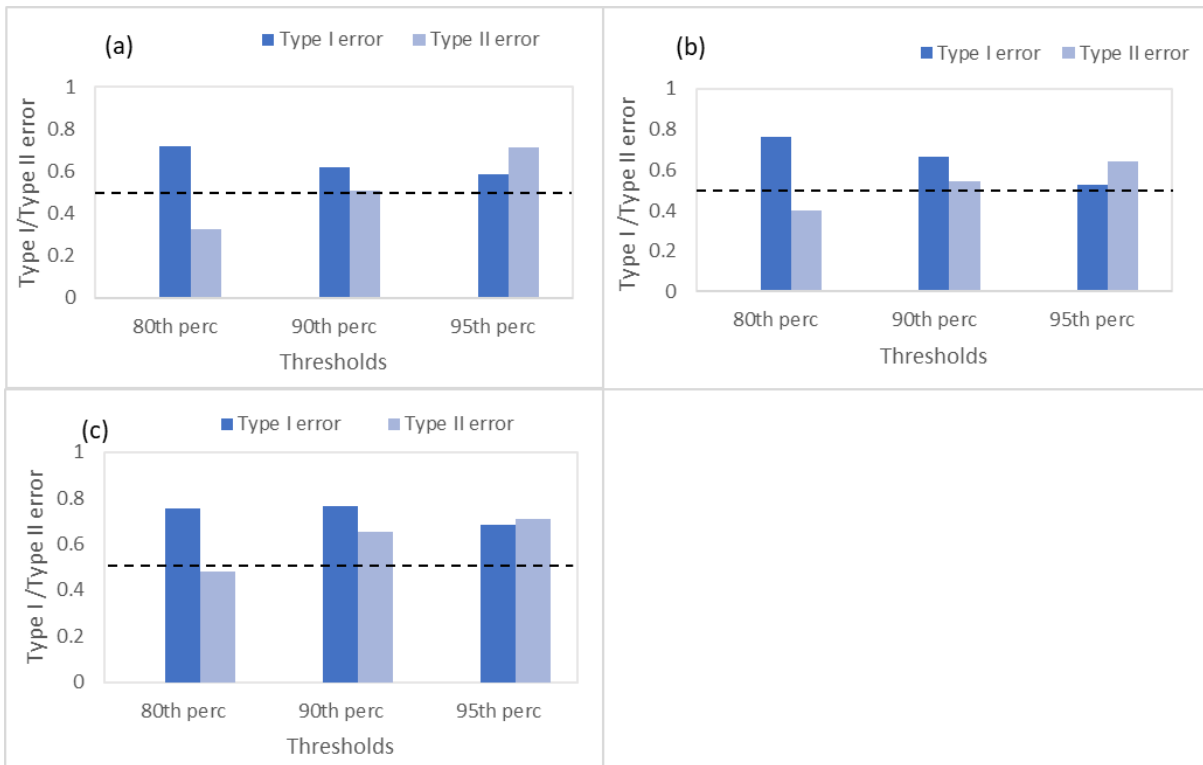 (a)
Type I error Type II error
Type I/Type II error
1
0.8
0.6
0.4
0.2
0
80th perc 90th perc 95th perc
Thresholds
(b)
Type I error Type II error
Type I /Type II error
1
0.8
0.6
0.4
0.2
0
80th perc 90th perc 95th perc
Thresholds
(c)
Type I error Type II error
Type I /Type II error
1
0.8
0.6
0.4
0.2
0
80th perc 90th perc 95th perc
Thresholds